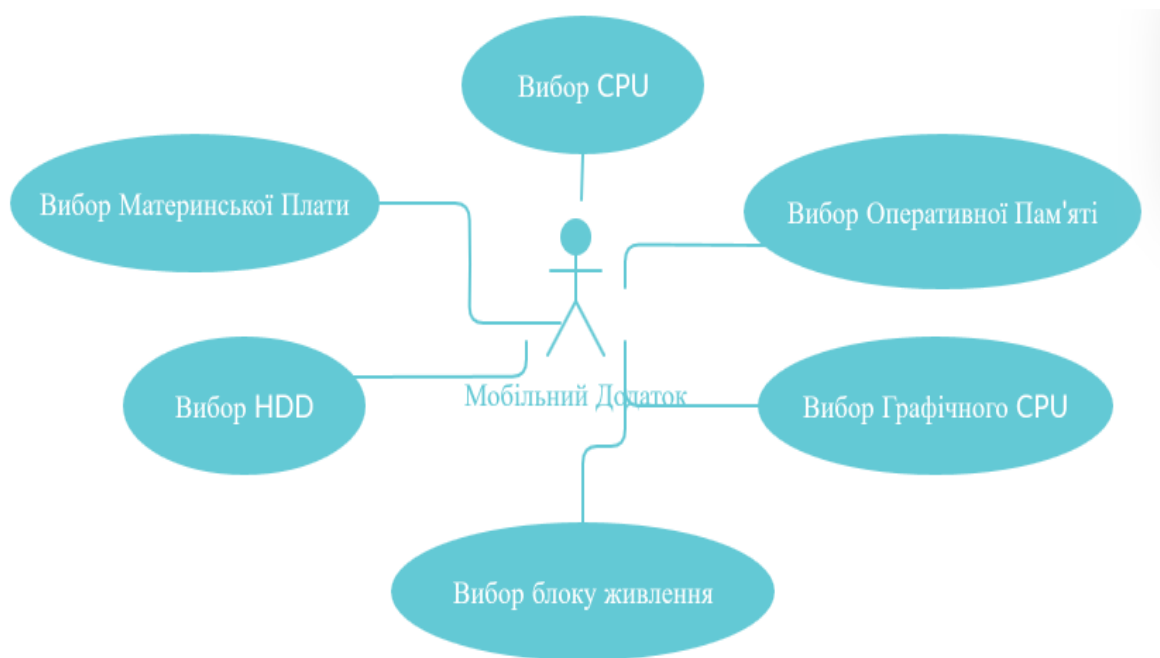 Вибор CPU
Вибор Материнської Плати
Вибор Оперативної Пам'яті
Мобільний Додаток
Вибор HDD
Вибор Графічного CPU
Вибор блоку живлення